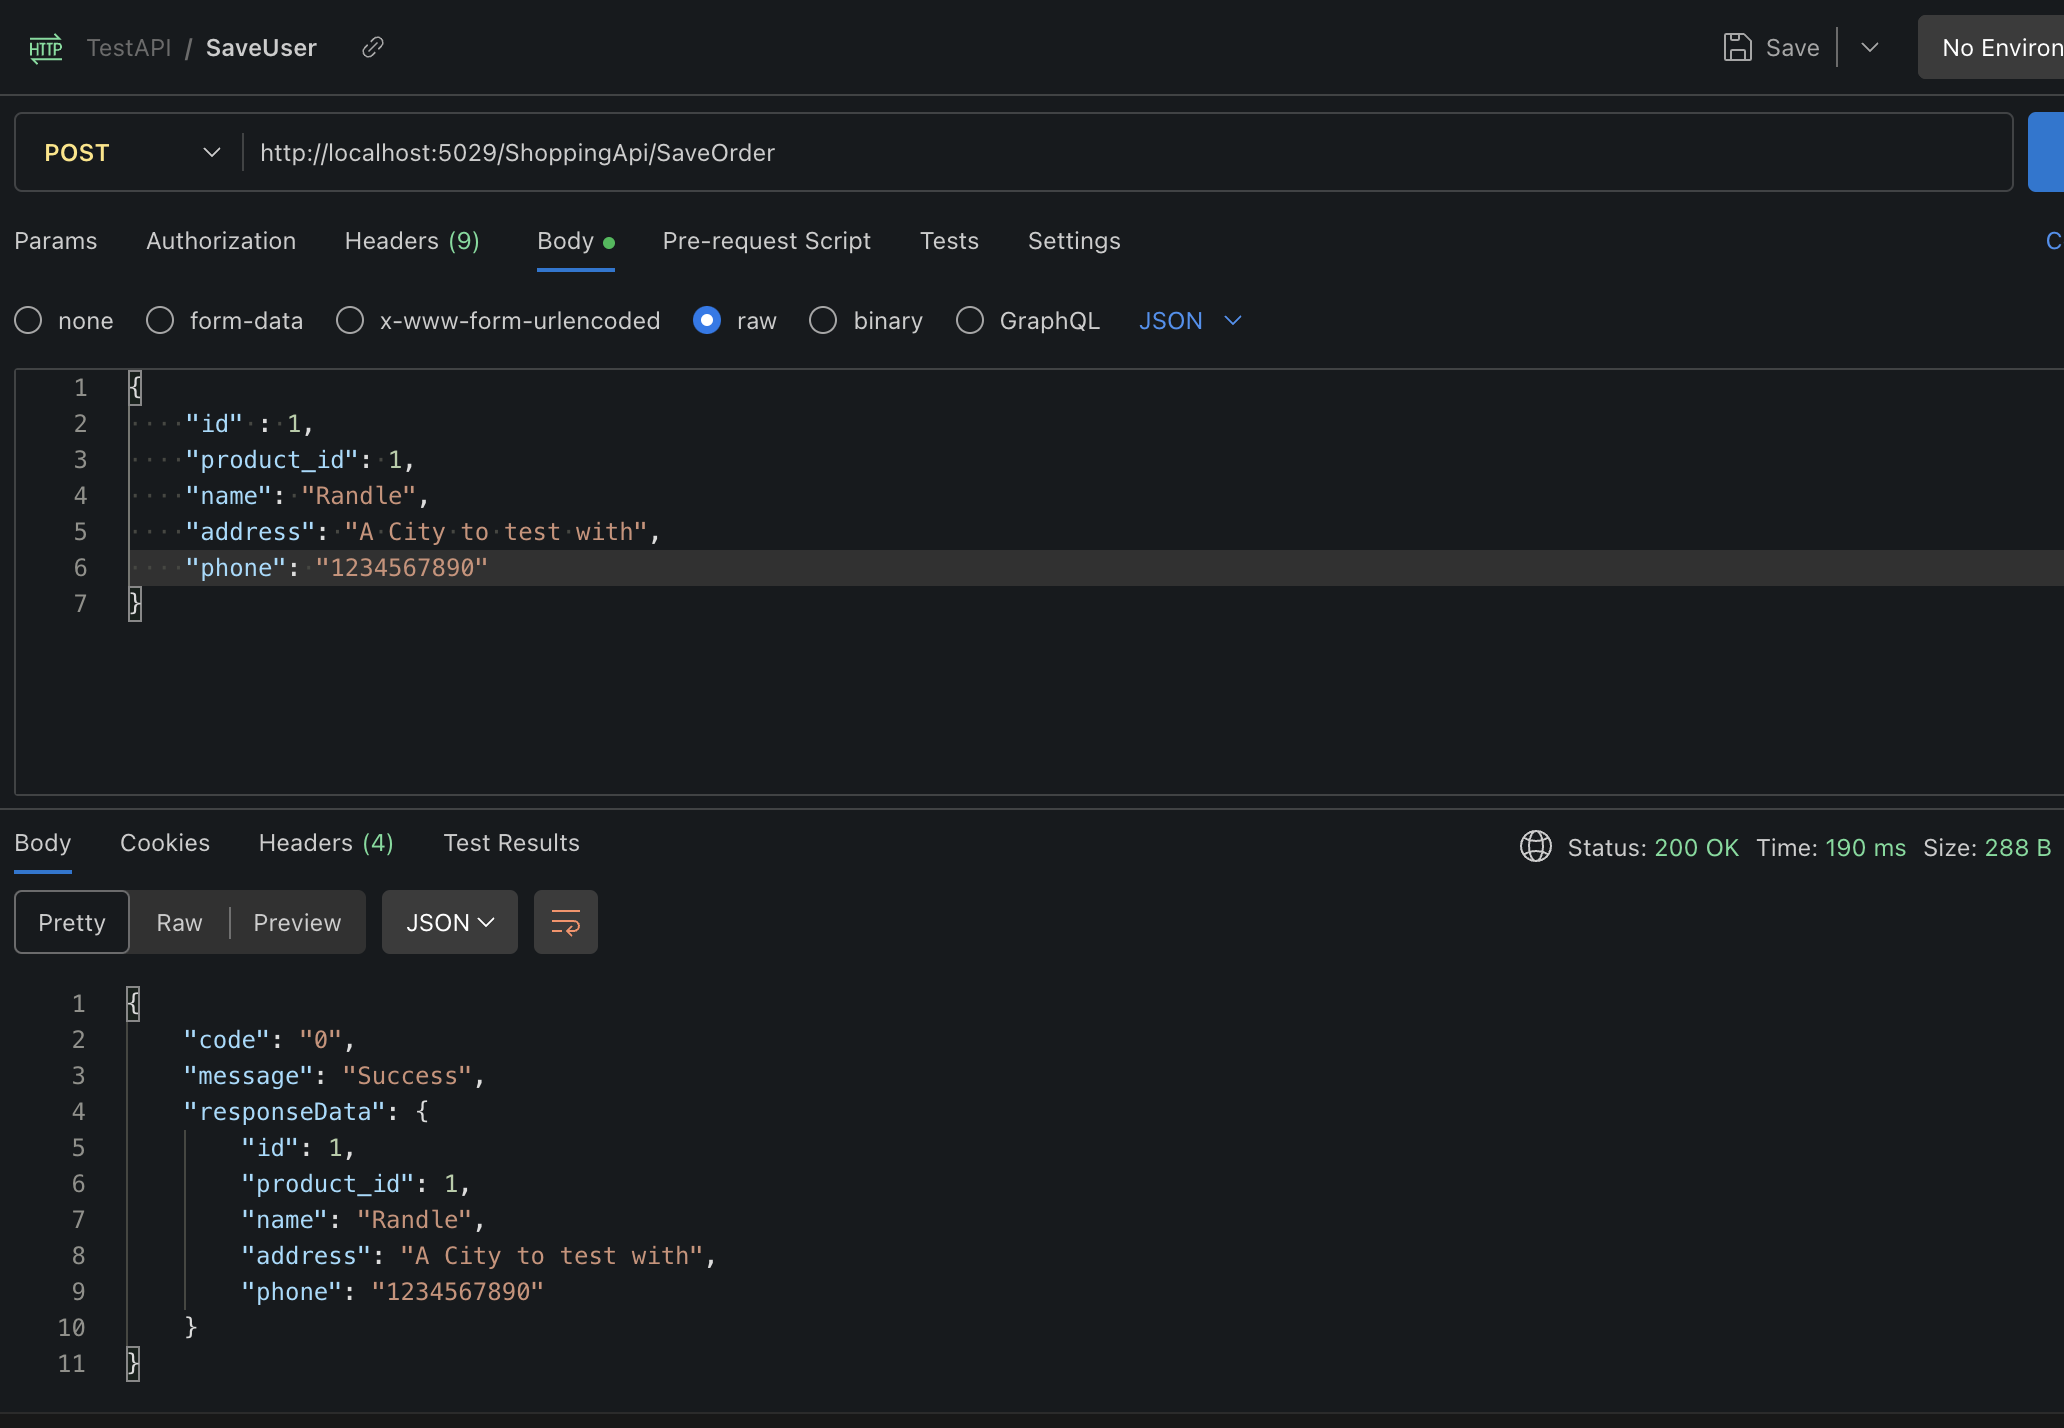 HTTP TestAPI / SaveUser Save No Environ
POST http://localhost:5029/ShoppingApi/SaveOrder
Params Authorization Headers (9) Body Pre-request Script Tests Settings C
none form-data x-www-form-urlencoded raw binary GraphQL JSON
1 {
2 "id" : 1,
3 "product_id": 1,
4 "name": "Randle",
5 "address": "A City to test with",
6 "phone": "1234567890"
7 }
Body Cookies Headers (4) Test Results Status: 200 OK Time: 190 ms Size: 288 B
Pretty Raw Preview JSON
1 {
2 "code": "0",
3 "message": "Success",
4 "responseData": {
5 "id": 1,
6 "product_id": 1,
7 "name": "Randle",
8 "address": "A City to test with",
9 "phone": "1234567890"
10 }
11 }